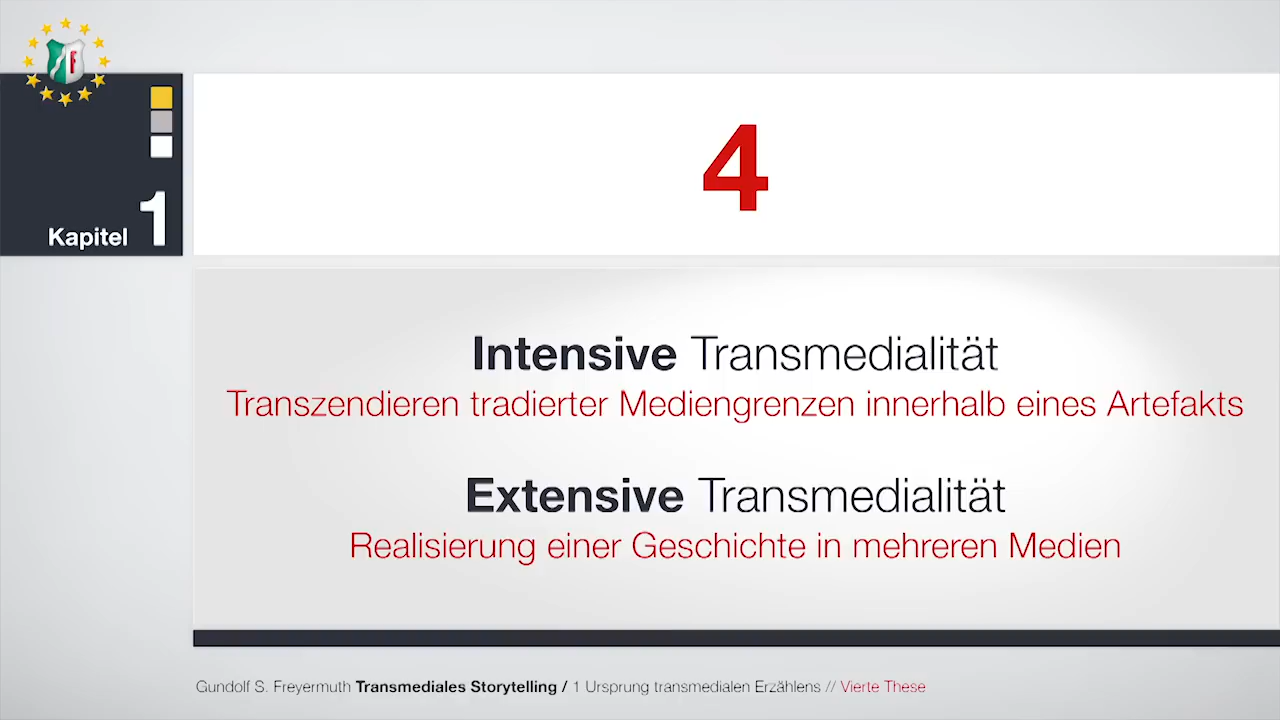 F
Kapitel 1
4
Intensive Transmedialität
Transzendieren tradierter Mediengrenzen innerhalb eines Artefakts
Extensive Transmedialität
Realisierung einer Geschichte in mehreren Medien
Gundolf S. Freyermuth Transmediales Storytelling / 1 Ursprung transmedialen Erzählens // Vierte These